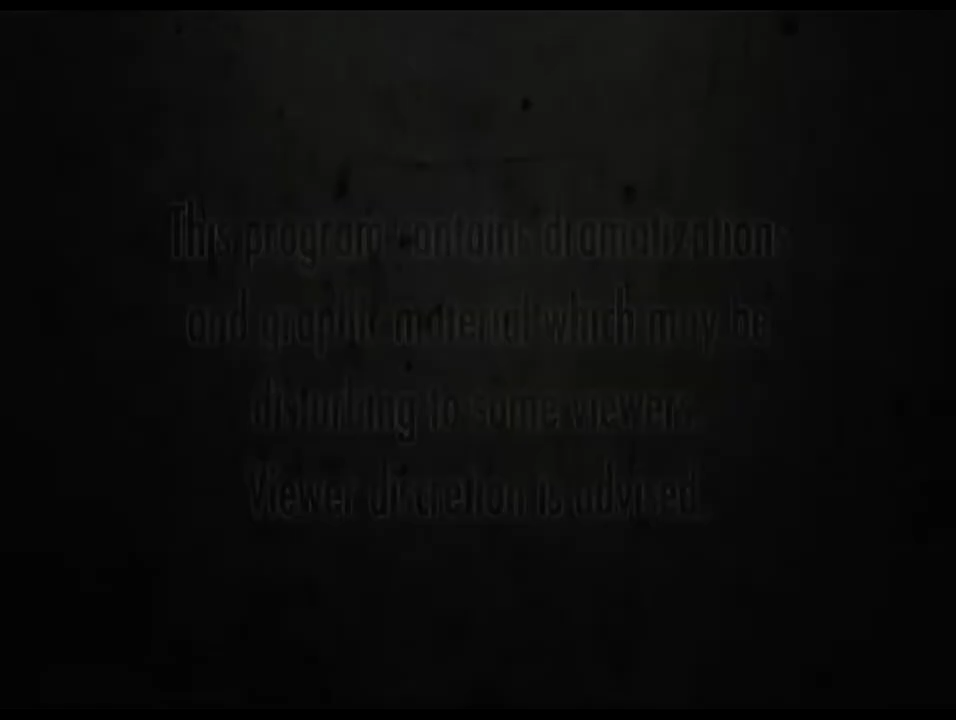 This program contains dramatizations
and graphic material which may be
disturbing to some viewers.
Viewer discretion is advised.